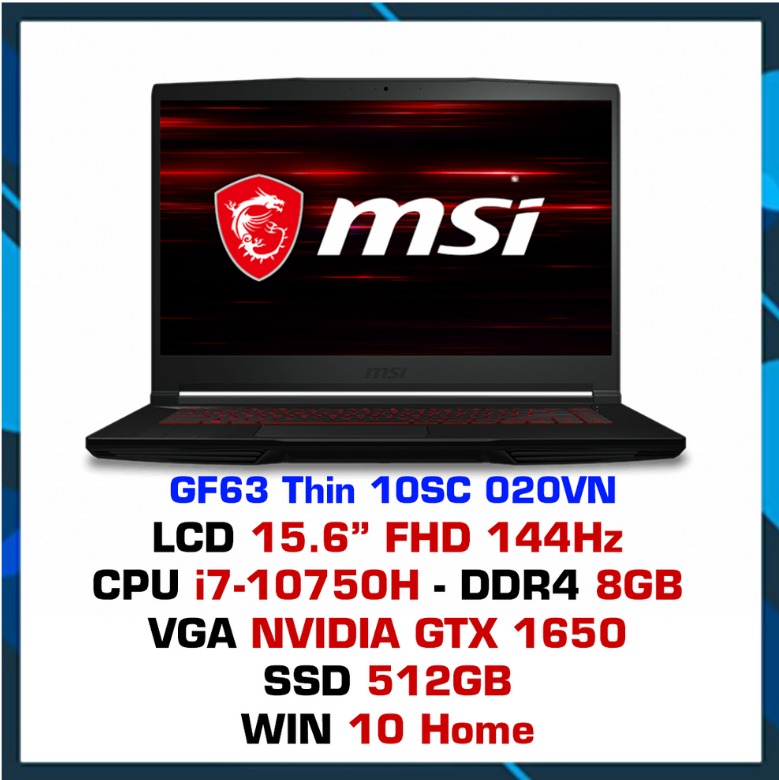 msi
msi
GF63 Thin 10SC 020VN
LCD 15.6” FHD 144Hz
CPU i7-10750H - DDR4 8GB
VGA NVIDIA GTX 1650
SSD 512GB
WIN 10 Home